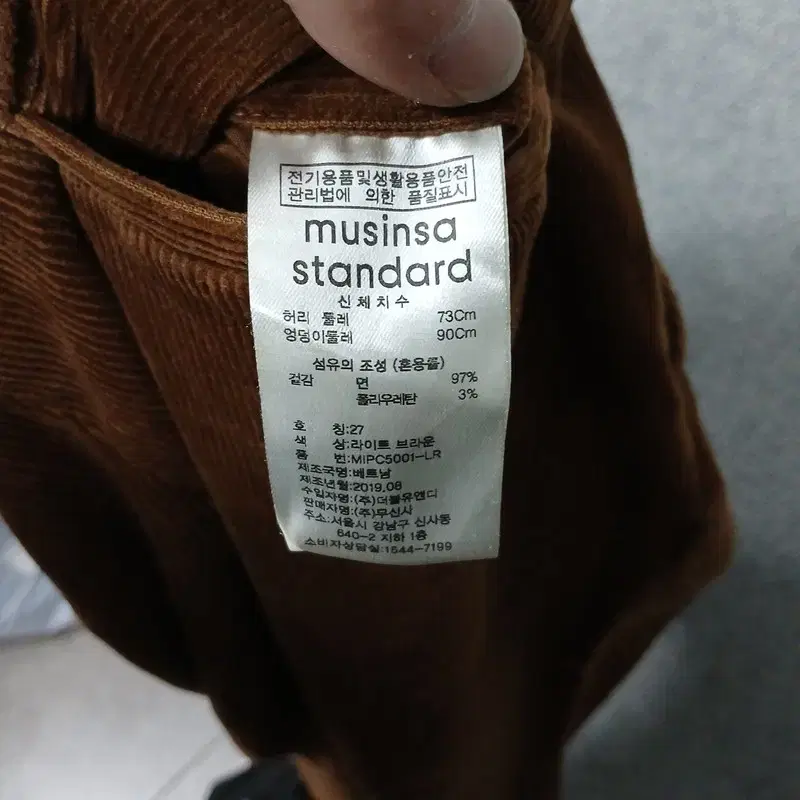 전기용품및생활용품안전
관리법에 의한 품질표시
musinsa
standard
신체치수
허리 둘레 73Cm
엉덩이둘레 90Cm
섬유의 조성 (혼용률)
겉감 면 97%
폴리우레탄 3%
호 칭:27
색 상:라이트 브라운
품 번:MIPC5001-LR
제조국명:베트남
제조년월:2019.08
수입자명:(주)더블유앤디
판매자명:(주)무신사
주소:서울시 강남구 신사동
640-2 지하 1층
소비자상담실:1544-7199